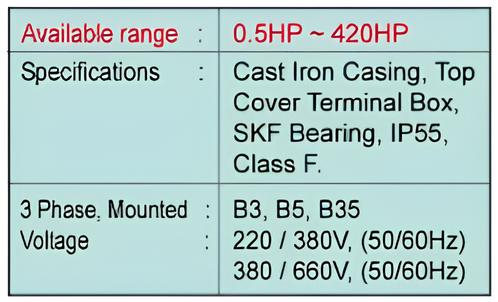 Available range : 0.5HP ~ 420HP
Specifications : Cast Iron Casing, Top
Cover Terminal Box,
SKF Bearing, IP55,
Class F.
3 Phase, Mounted : B3, B5, B35
Voltage : 220 / 380V, (50/60Hz)
380 / 660V, (50/60Hz)